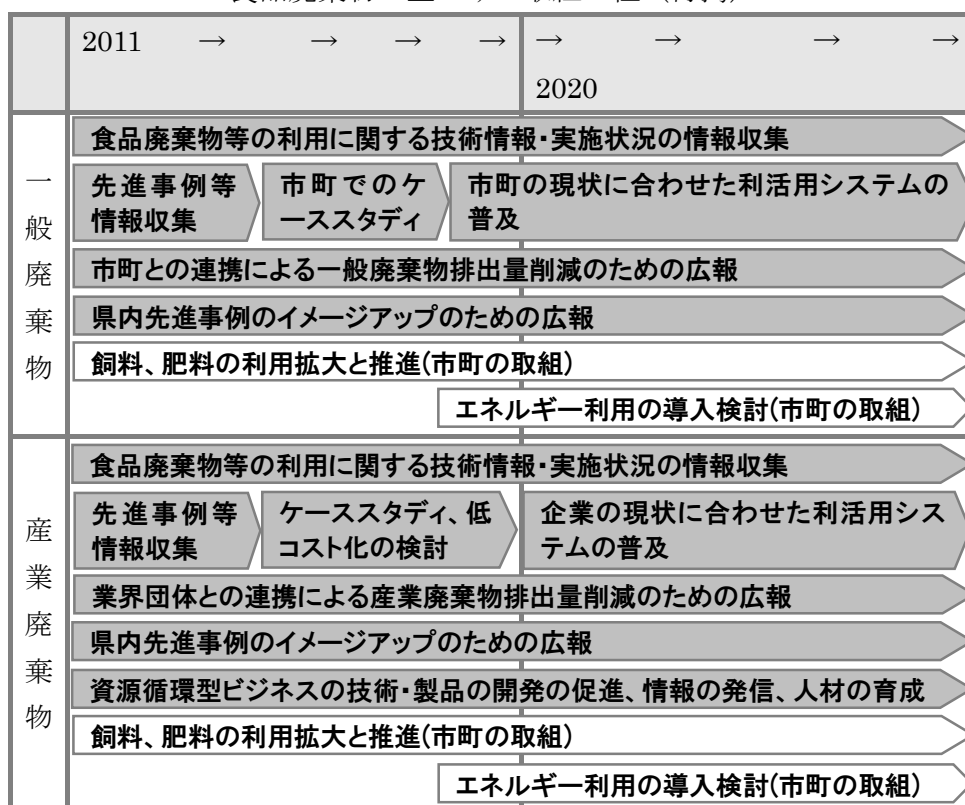 2011 → → → → → → → →
2020
一般廃棄物
食品廃棄物等の利用に関する技術情報・実施状況の情報収集
先進事例等
情報収集
市町でのケ
ーススタディ
市町の現状に合わせた利活用システムの
普及
市町との連携による一般廃棄物排出量削減のための広報
県内先進事例のイメージアップのための広報
飼料、肥料の利用拡大と推進(市町の取組)
エネルギー利用の導入検討(市町の取組)
産業廃棄物
食品廃棄物等の利用に関する技術情報・実施状況の情報収集
先進事例等
情報収集
ケーススタディ、低
コスト化の検討
企業の現状に合わせた利活用シス
テムの普及
業界団体との連携による産業廃棄物排出量削減のための広報
県内先進事例のイメージアップのための広報
資源循環型ビジネスの技術・製品の開発の促進、情報の発信、人材の育成
飼料、肥料の利用拡大と推進(市町の取組)
エネルギー利用の導入検討(市町の取組)